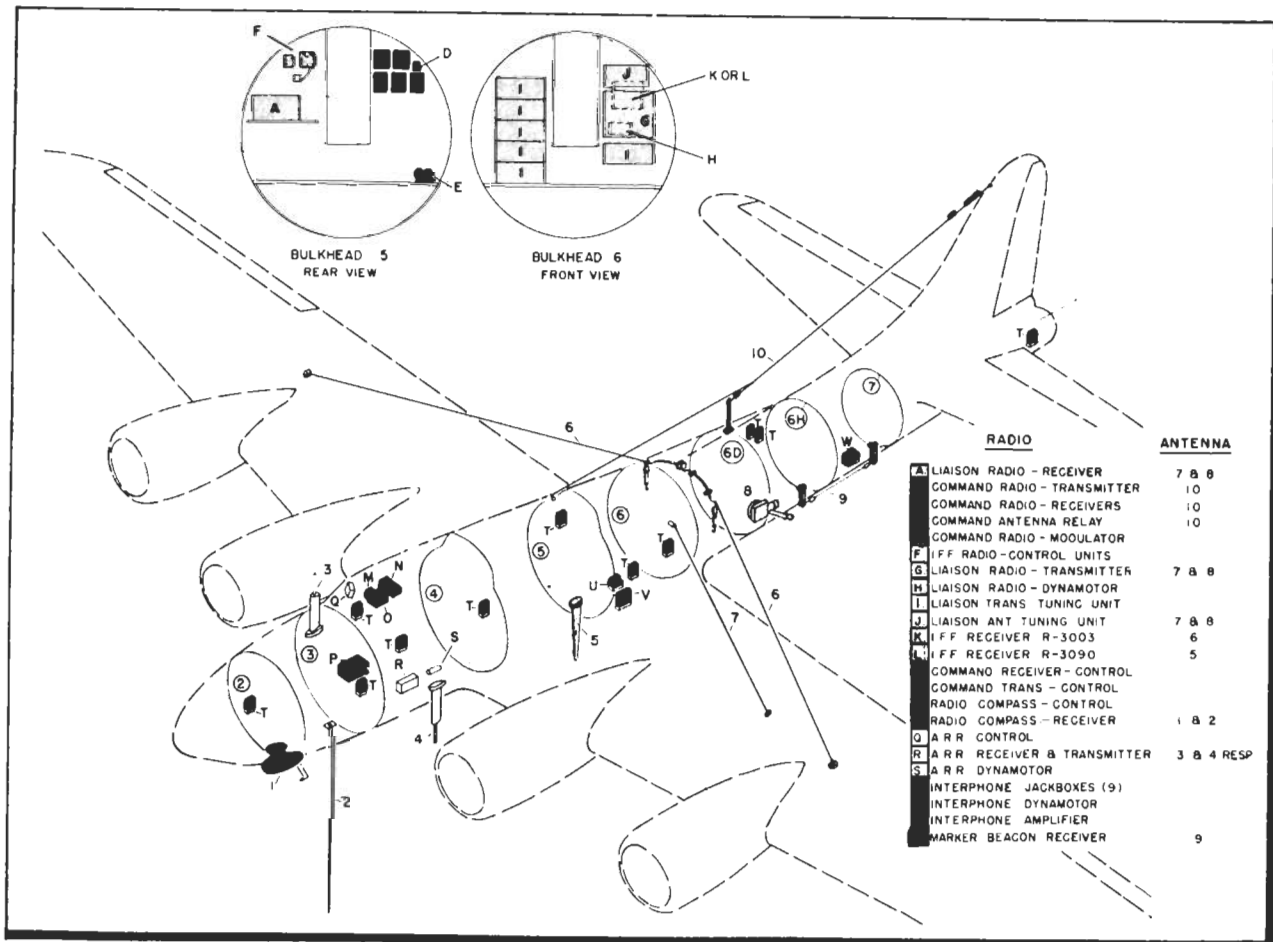 F
D
A
E
BULKHEAD 5
REAR VIEW
J
K OR L
G
H
I
I
I
I
I
I
BULKHEAD 6
FRONT VIEW
10
T
7
6H
T
T
6D
W
6
8
9
6
T
5
T
T
U
V
5
3
M
N
Q
O
T
4
T
T
S
R
3
P
T
2
T
4
1
2
7
6
RADIO ANTENNA
A LIAISON RADIO - RECEIVER 7 & 8
COMMAND RADIO - TRANSMITTER 10
COMMAND RADIO - RECEIVERS 10
COMMAND ANTENNA RELAY 10
COMMAND RADIO - MODULATOR
F IFF RADIO - CONTROL UNITS
G LIAISON RADIO - TRANSMITTER 7 & 8
H LIAISON RADIO - DYNAMOTOR
I LIAISON TRANS TUNING UNIT
J LIAISON ANT TUNING UNIT 7 & 8
K IFF RECEIVER R-3003 6
L IFF RECEIVER R-3090 5
COMMAND RECEIVER - CONTROL
COMMAND TRANS - CONTROL
RADIO COMPASS - CONTROL
RADIO COMPASS - RECEIVER 1 & 2
Q A R R CONTROL
R A R R RECEIVER & TRANSMITTER 3 & 4 RESP
S A R R DYNAMOTOR
INTERPHONE JACKBOXES (9)
INTERPHONE DYNAMOTOR
INTERPHONE AMPLIFIER
MARKER BEACON RECEIVER 9